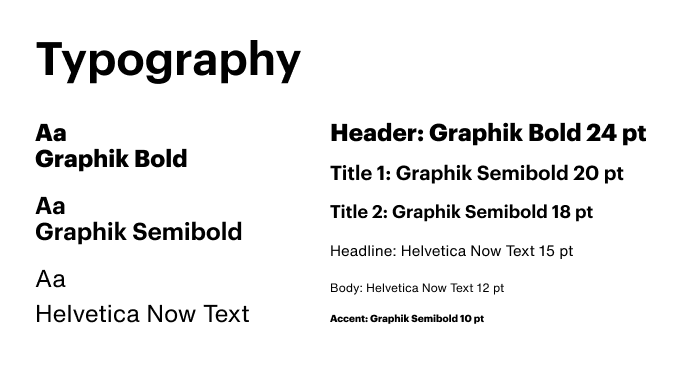 Typography
Aa
Graphik Bold
Aa
Graphik Semibold
Aa
Helvetica Now Text
Header: Graphik Bold 24 pt
Title 1: Graphik Semibold 20 pt
Title 2: Graphik Semibold 18 pt
Headline: Helvetica Now Text 15 pt
Body: Helvetica Now Text 12 pt
Accent: Graphik Semibold 10 pt